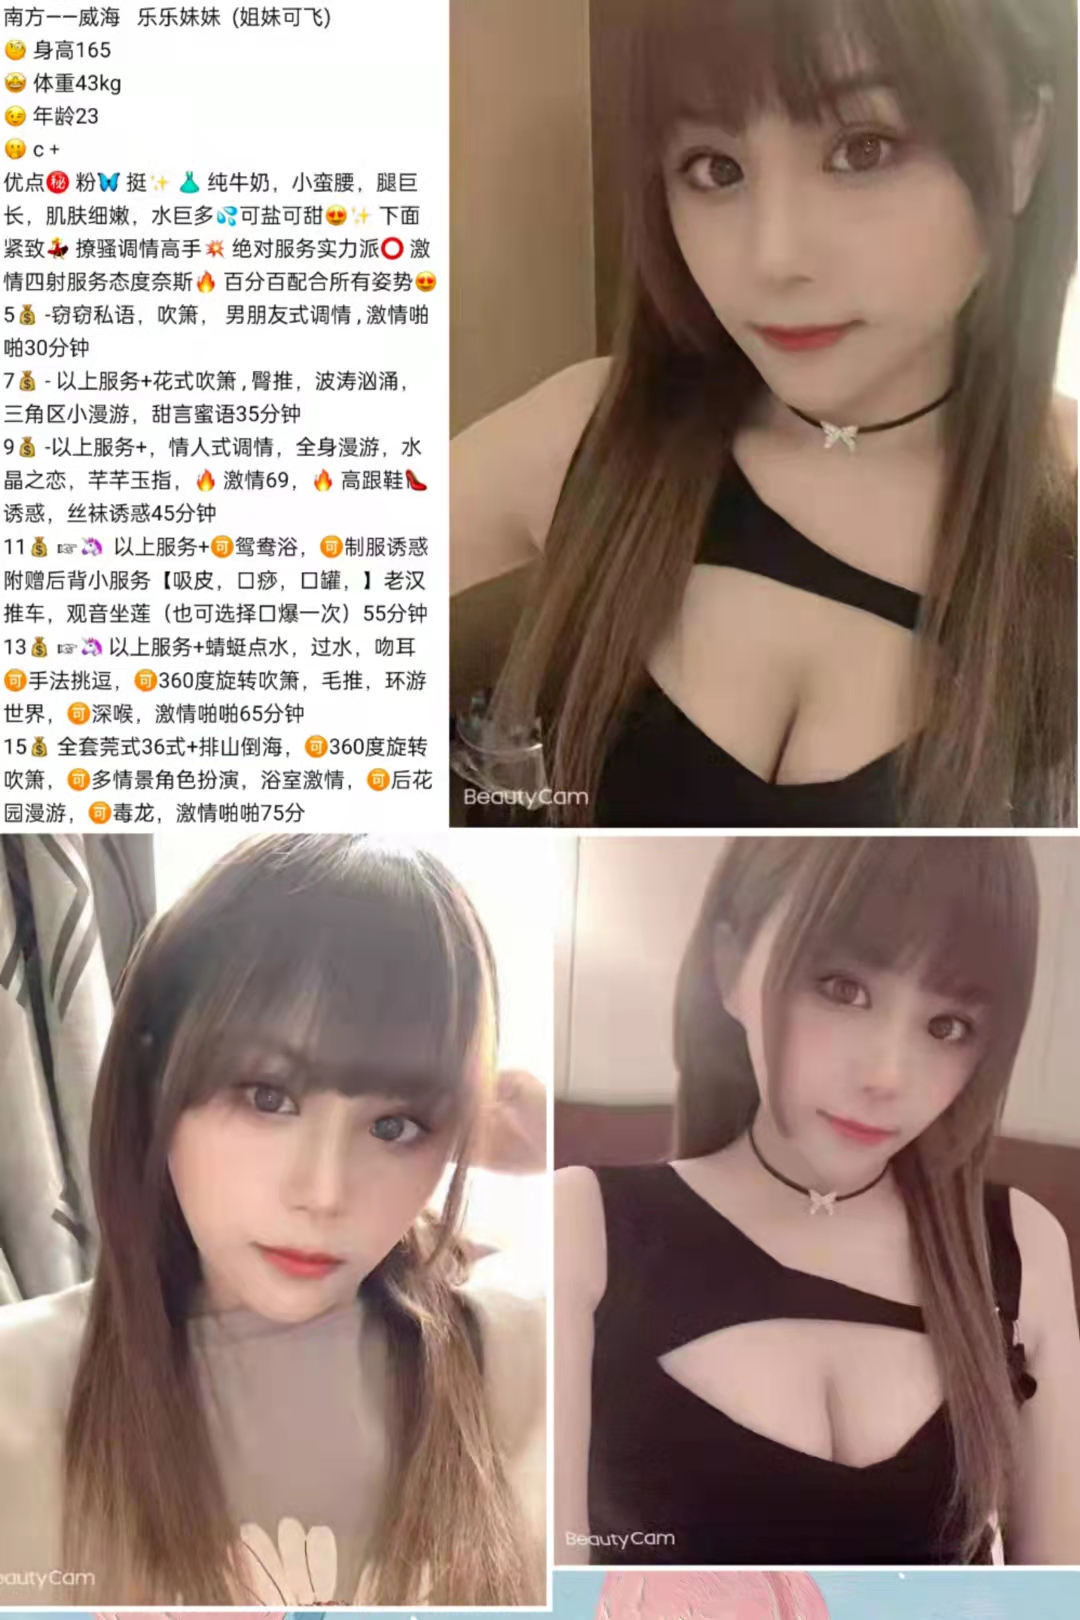 南方——威海 乐乐妹妹 (姐妹可飞)
🧐 身高165
🤩 体重43kg
😉 年龄23
🤫 c +
优点㊙️ 粉🦋 挺✨ 👗 纯牛奶，小蛮腰，腿巨
长，肌肤细嫩，水巨多💦可盐可甜😍✨ 下面
紧致💃 撩骚调情高手💥 绝对服务实力派⭕ 激
情四射服务态度奈斯🔥 百分百配合所有姿势😍
5💰 -窃窃私语，吹箫， 男朋友式调情,激情啪
啪30分钟
7💰 - 以上服务+花式吹箫,臀推，波涛汹涌，
三角区小漫游，甜言蜜语35分钟
9💰 -以上服务+，情人式调情，全身漫游，水
晶之恋，芊芊玉指，🔥 激情69，🔥 高跟鞋👠
诱惑，丝袜诱惑45分钟
11💰 ☞🦄 以上服务+🉑鸳鸯浴，🉑制服诱惑
附赠后背小服务【吸皮，口痧，口罐，】老汉
推车，观音坐莲（也可选择口爆一次）55分钟
13💰 ☞🦄 以上服务+蜻蜓点水，过水，吻耳
🉑手法挑逗，🉑360度旋转吹箫，毛推，环游
世界，🉑深喉，激情啪啪65分钟
15💰 全套莞式36式+排山倒海，🉑360度旋转
吹箫，🉑多情景角色扮演，浴室激情，🉑后花
园漫游，🉑毒龙，激情啪啪75分
BeautyCam
BeautyCam
eautyCam